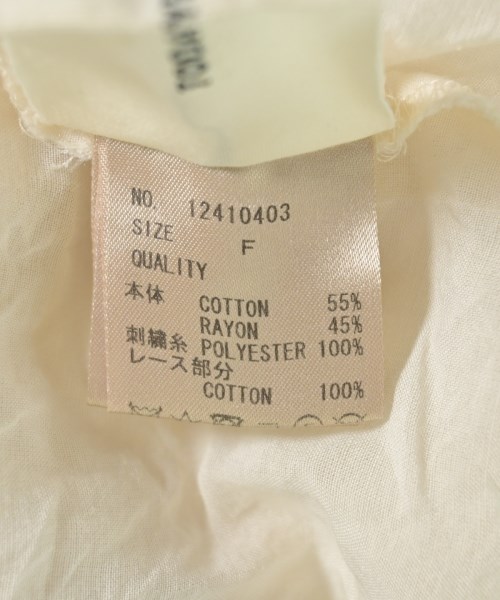 NO. 12410403
SIZE F
QUALITY
本体 COTTON 55%
RAYON 45%
刺繍糸 POLYESTER 100%
レース部分
COTTON 100%